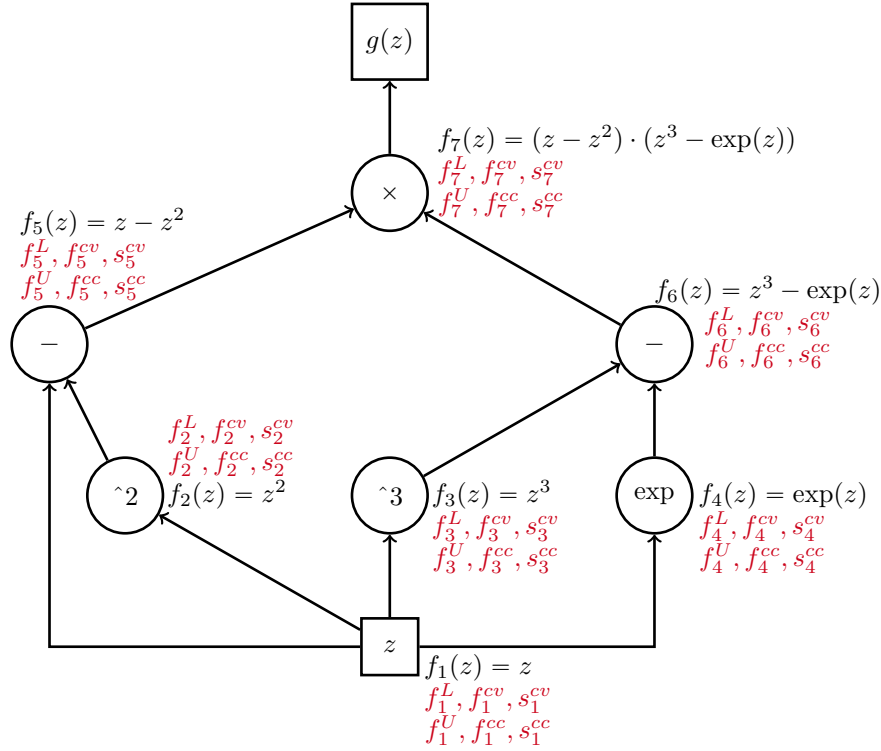 g(z)
f_7(z) = (z − z^2) · (z^3 − exp(z))
f_7^L, f_7^{cv}, s_7^{cv}
f_7^U, f_7^{cc}, s_7^{cc}
×
f_5(z) = z − z^2
f_5^L, f_5^{cv}, s_5^{cv}
f_5^U, f_5^{cc}, s_5^{cc}
−
f_6(z) = z^3 − exp(z)
f_6^L, f_6^{cv}, s_6^{cv}
f_6^U, f_6^{cc}, s_6^{cc}
−
f_2^L, f_2^{cv}, s_2^{cv}
f_2^U, f_2^{cc}, s_2^{cc}
f_2(z) = z^2
^2
^3
f_3(z) = z^3
f_3^L, f_3^{cv}, s_3^{cv}
f_3^U, f_3^{cc}, s_3^{cc}
exp
f_4(z) = exp(z)
f_4^L, f_4^{cv}, s_4^{cv}
f_4^U, f_4^{cc}, s_4^{cc}
z
f_1(z) = z
f_1^L, f_1^{cv}, s_1^{cv}
f_1^U, f_1^{cc}, s_1^{cc}